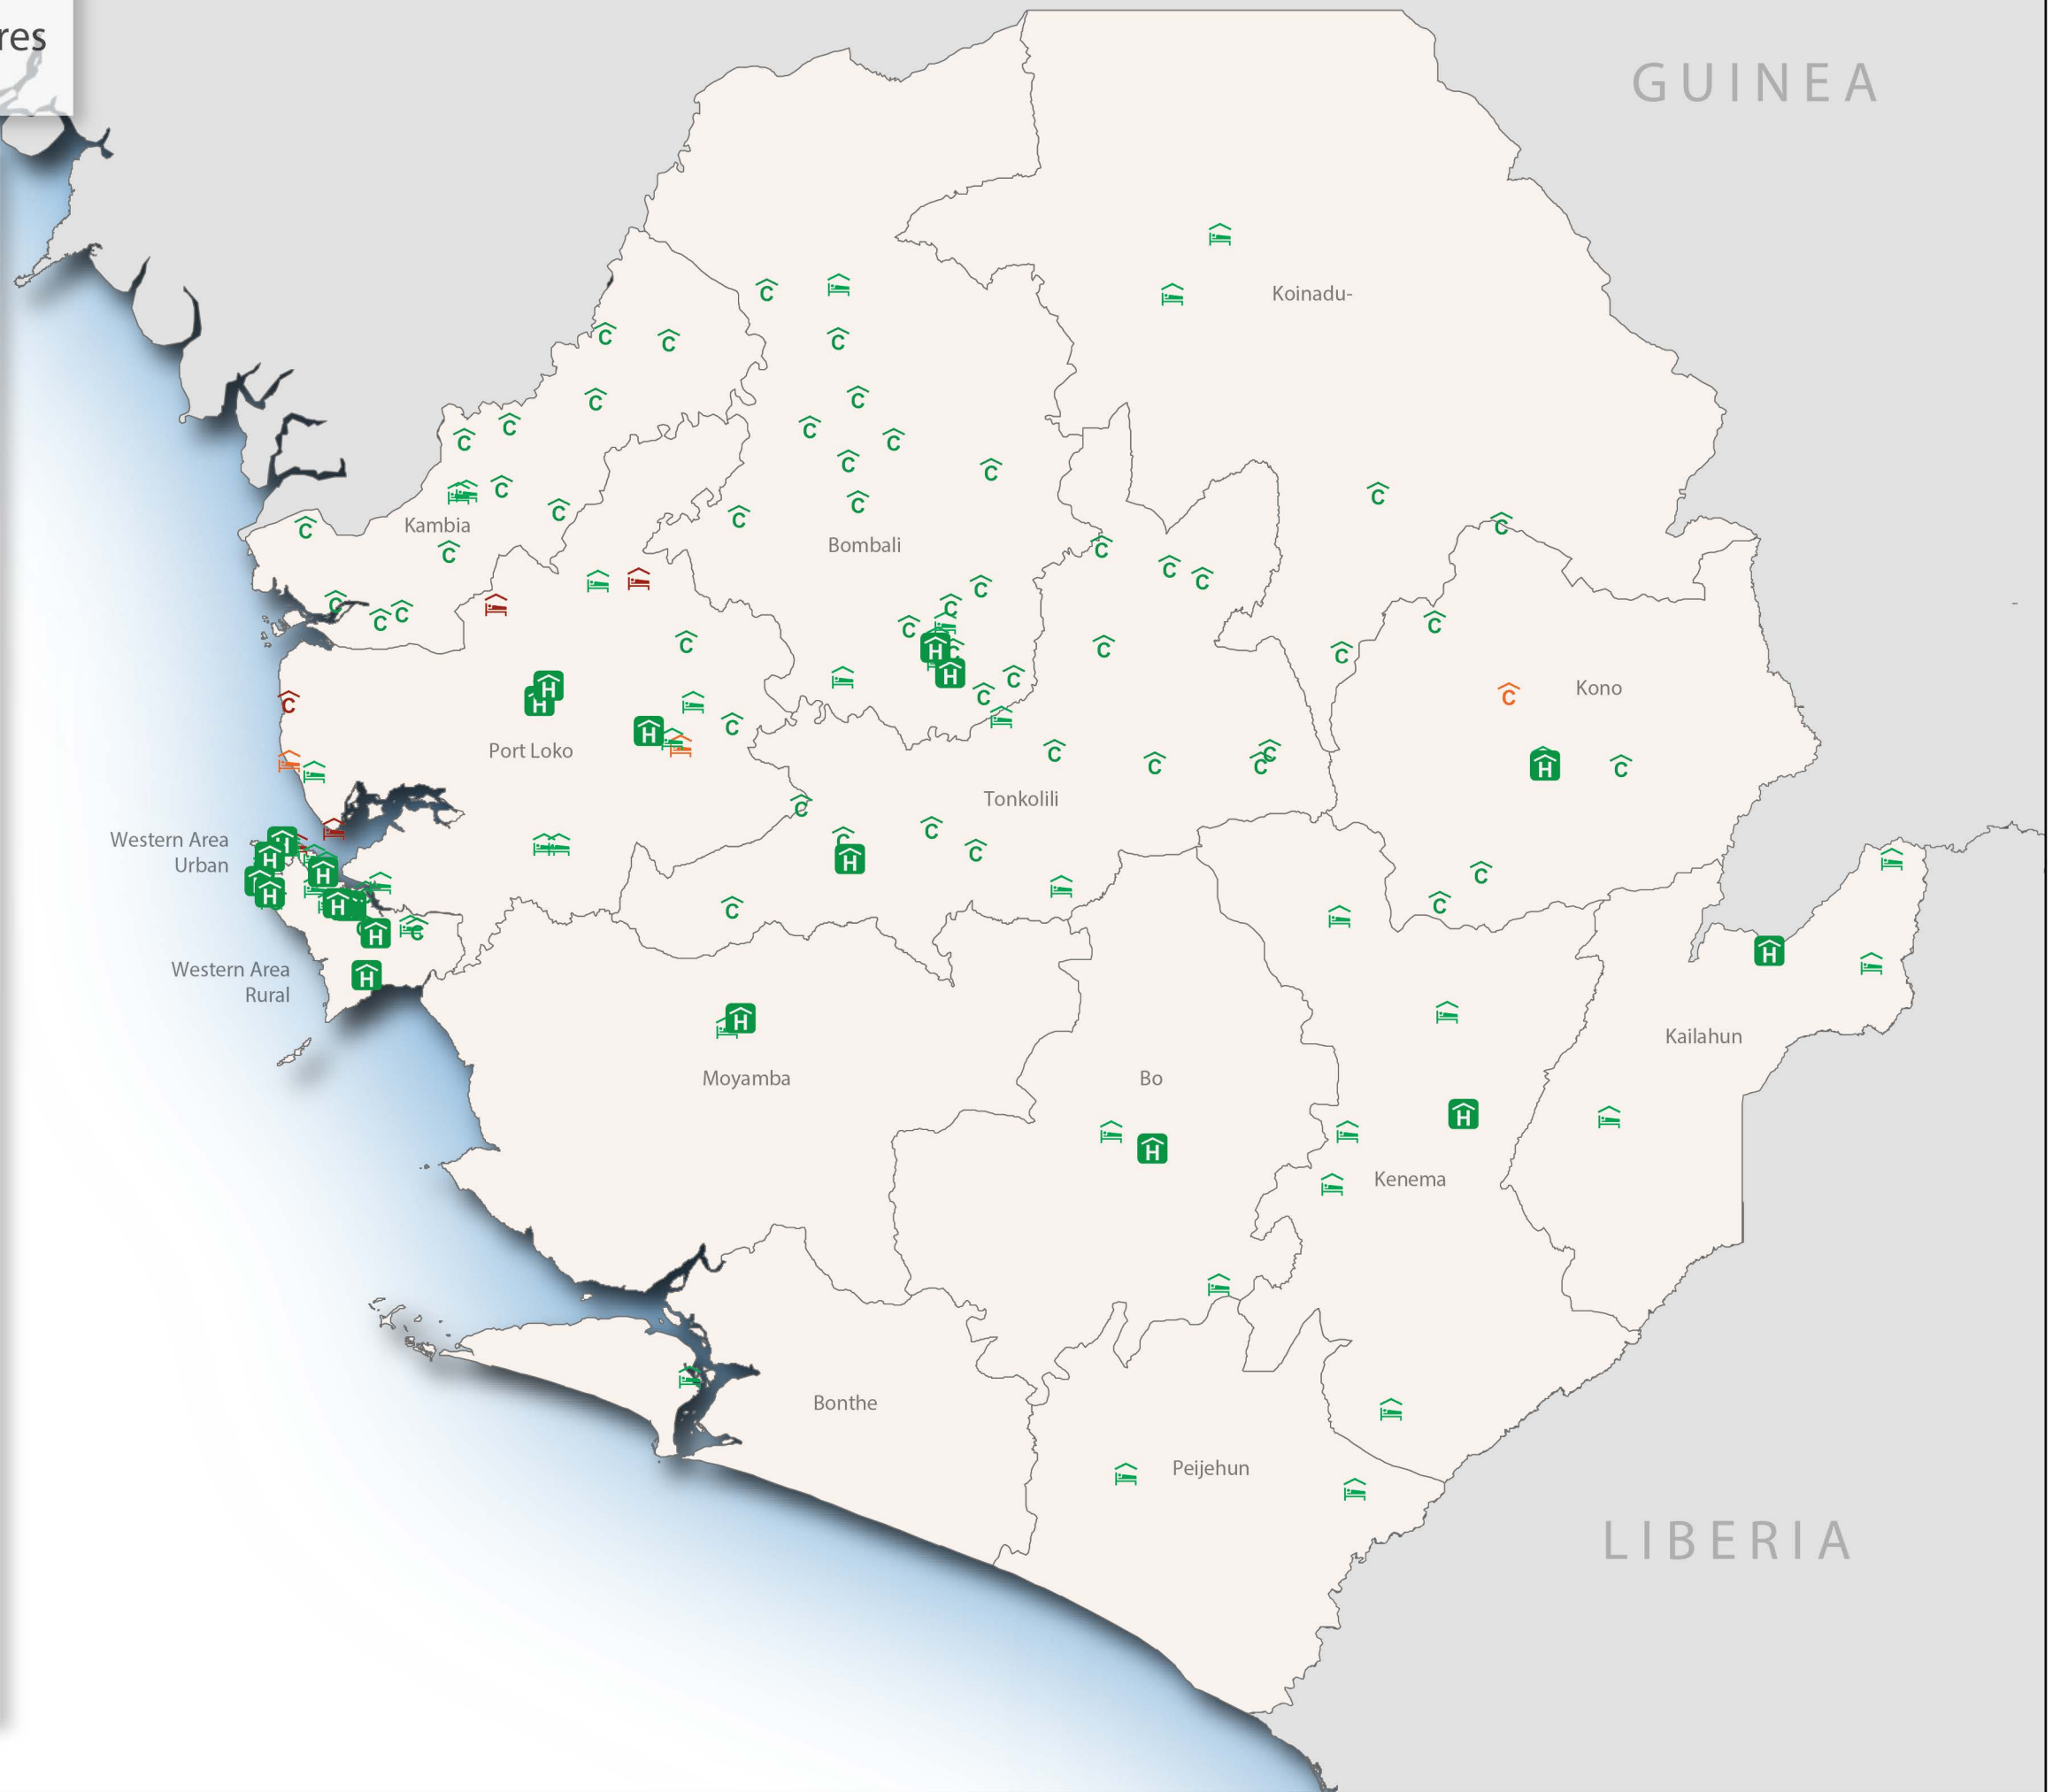 res
GUINEA
Koinadu-
Kambia
Bombali
Kono
Port Loko
Tonkolili
Western Area
Urban
Western Area
Rural
Kailahun
Moyamba
Bo
Kenema
Bonthe
Peijehun
LIBERIA